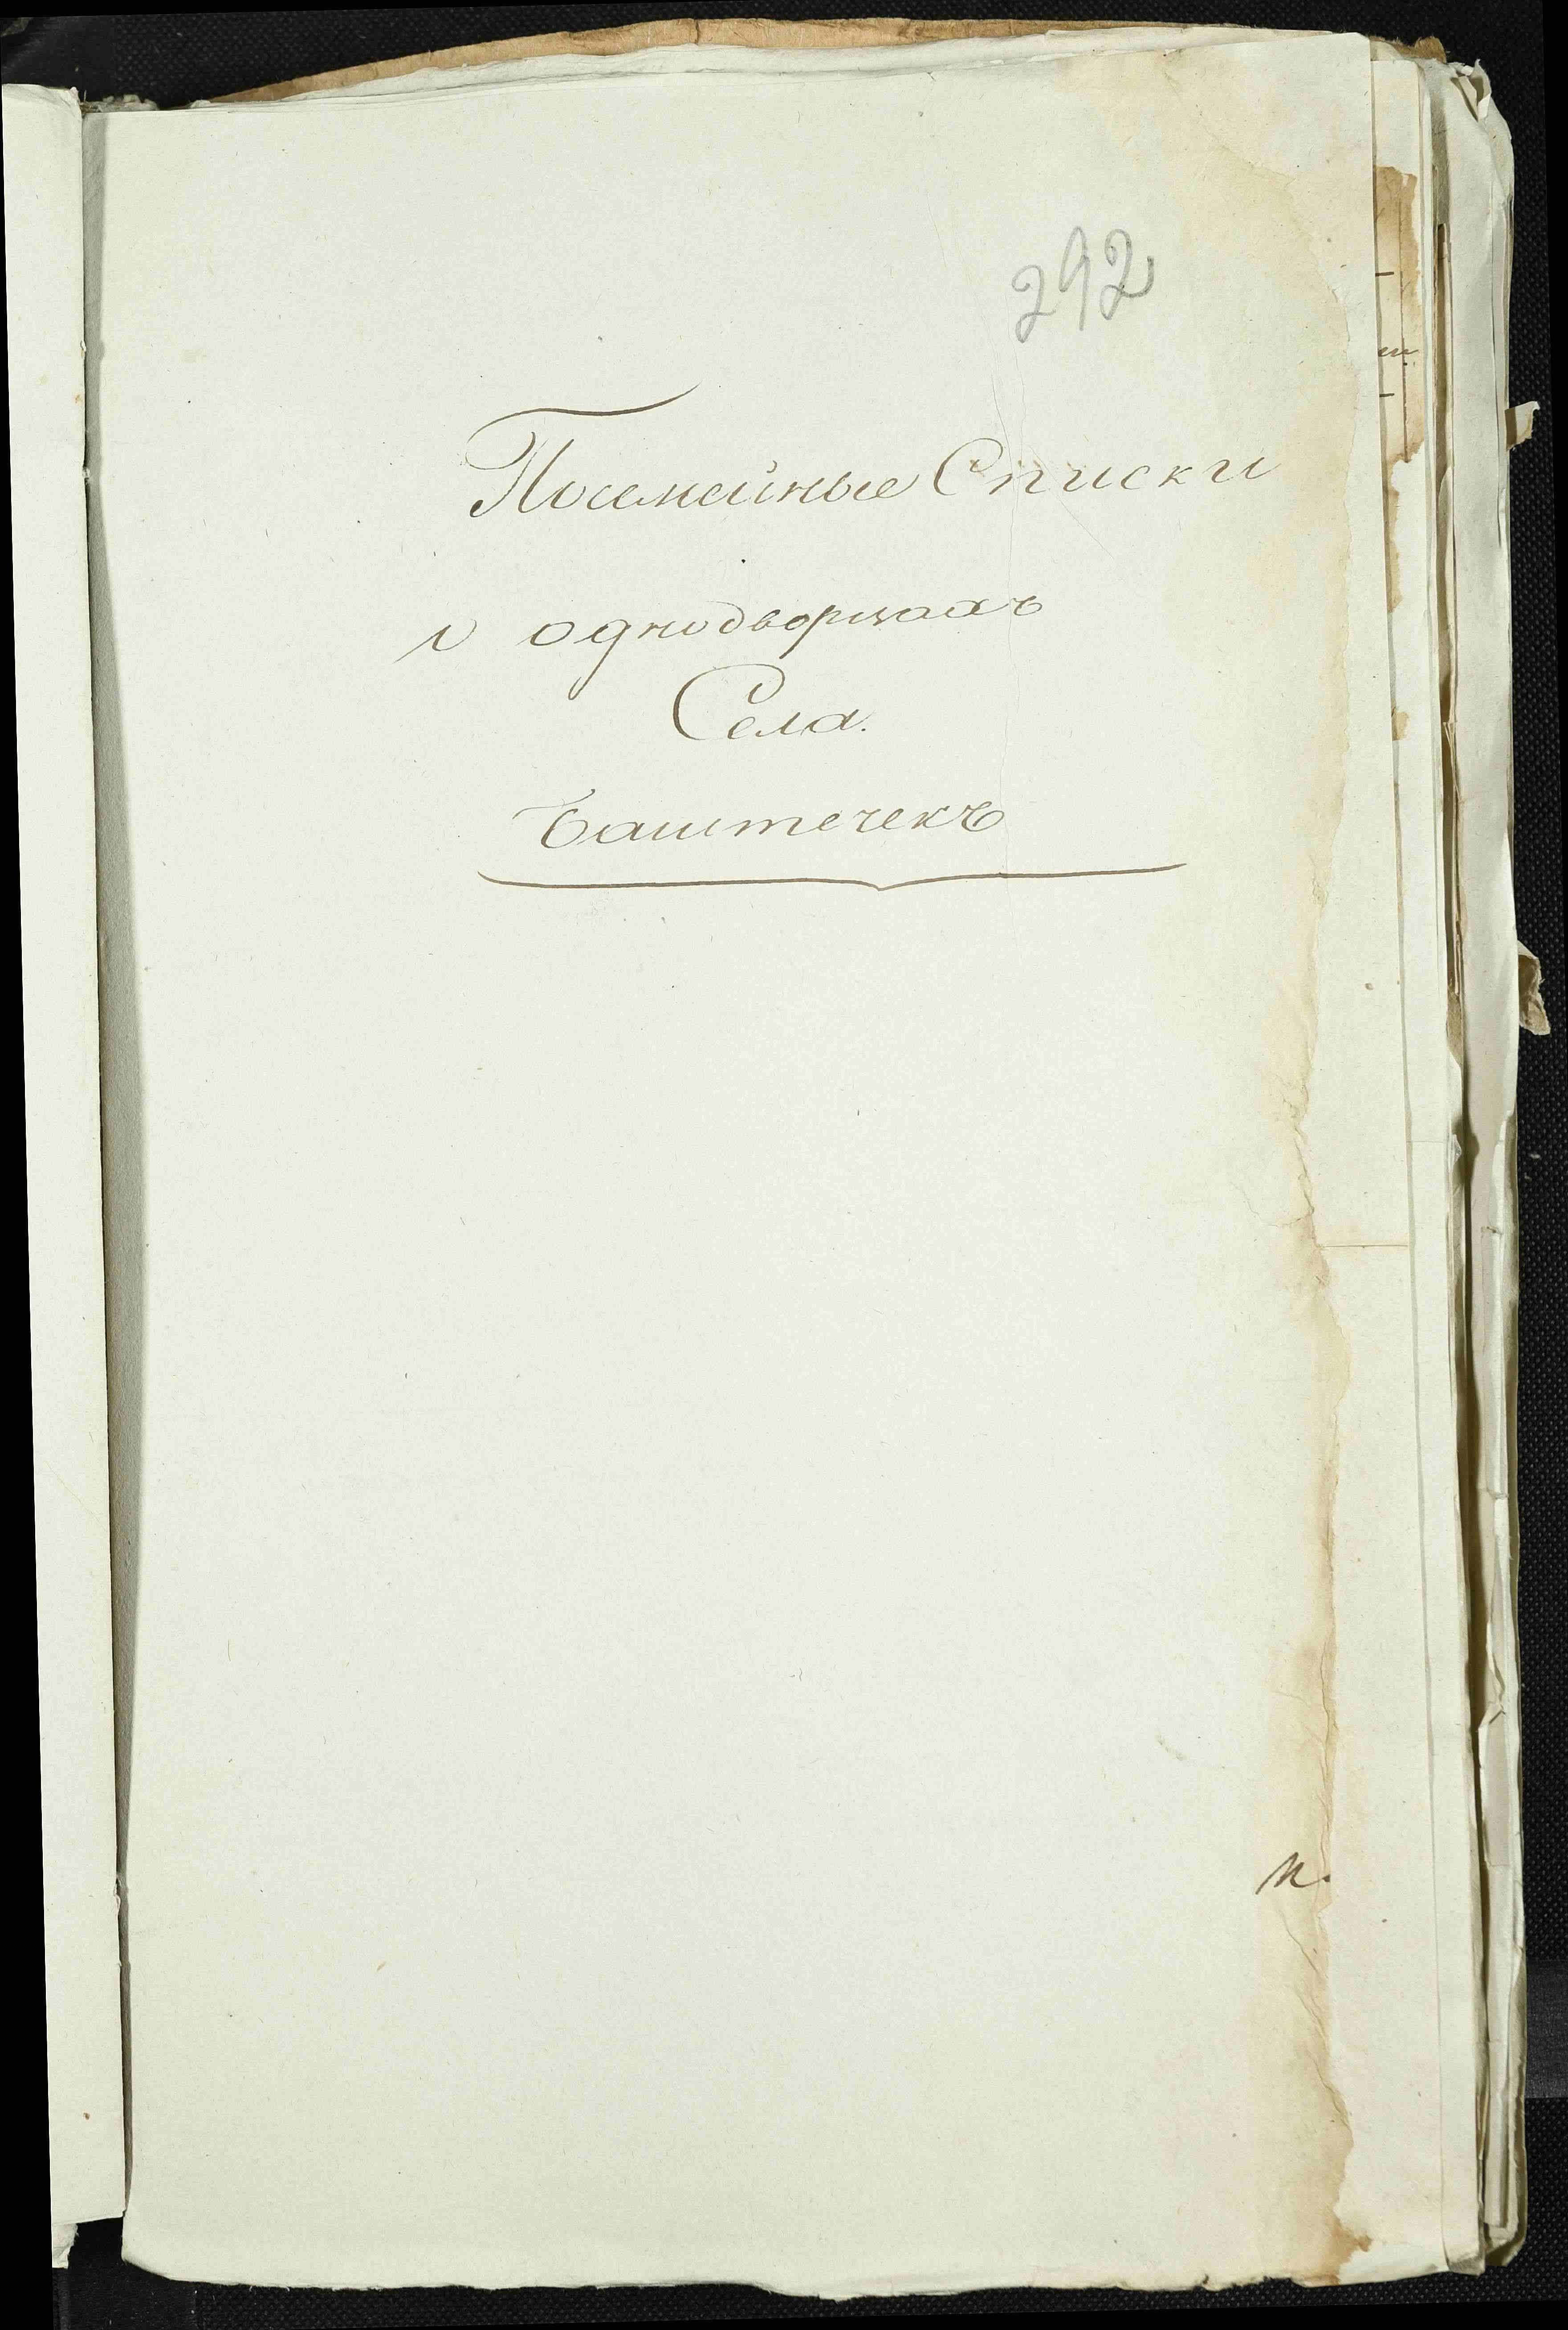 292
Посемейные Списки
о однодворцахъ
Села.
Баштечекъ